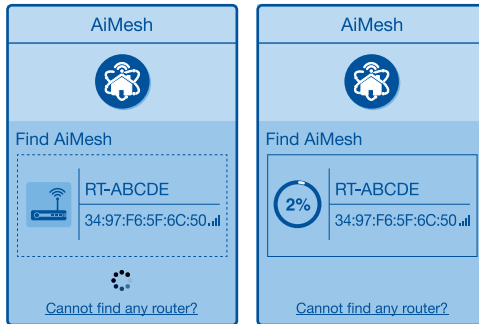 AiMesh
Find AiMesh
RT-ABCDE
34:97:F6:5F:6C:50
Cannot find any router?
AiMesh
Find AiMesh
2%
RT-ABCDE
34:97:F6:5F:6C:50
Cannot find any router?